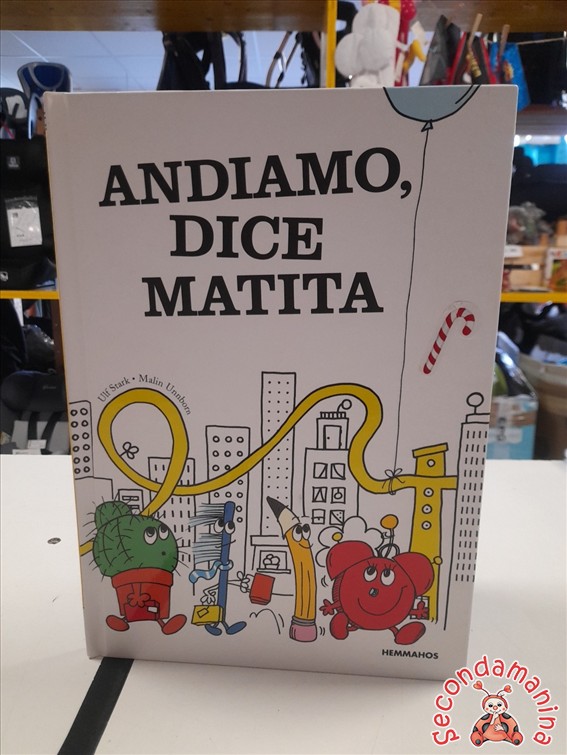 ANDIAMO,
DICE
MATITA
Ulf Stark • Malin Unnborn
HEMMAHOS
Secondamanina